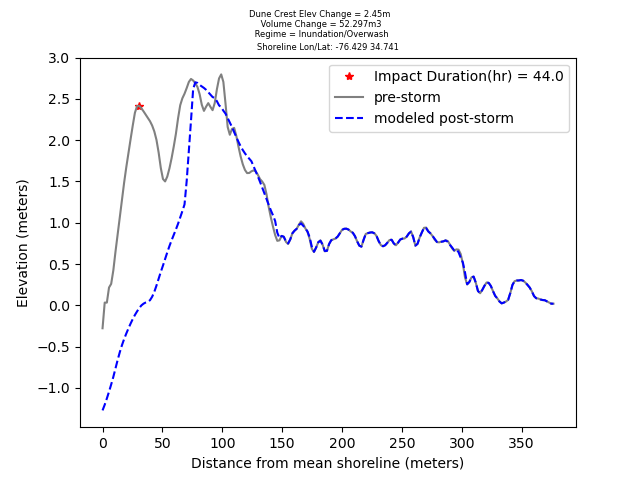 Dune Crest Elev Change = 2.45m
Volume Change = 52.297m3
Regime = Inundation/Overwash
Shoreline Lon/Lat: -76.429 34.741
Impact Duration(hr) = 44.0
pre-storm
modeled post-storm
Elevation (meters)
3.0
2.5
2.0
1.5
1.0
0.5
0.0
−0.5
−1.0
0 50 100 150 200 250 300 350
Distance from mean shoreline (meters)